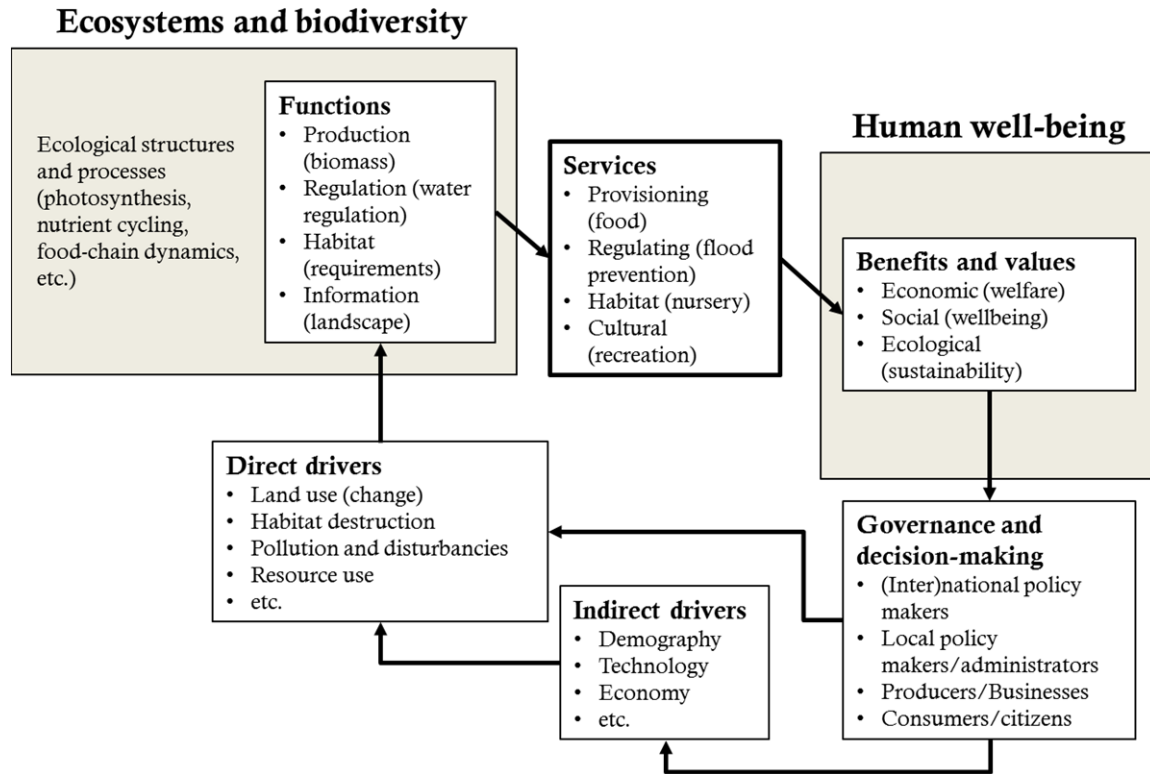 Ecosystems and biodiversity
Ecological structures
and processes
(photosynthesis,
nutrient cycling,
food-chain dynamics,
etc.)
Functions
• Production
(biomass)
• Regulation (water
regulation)
• Habitat
(requirements)
• Information
(landscape)
Services
• Provisioning
(food)
• Regulating (flood
prevention)
• Habitat (nursery)
• Cultural
(recreation)
Human well-being
Benefits and values
• Economic (welfare)
• Social (wellbeing)
• Ecological
(sustainability)
Direct drivers
• Land use (change)
• Habitat destruction
• Pollution and disturbancies
• Resource use
• etc.
Indirect drivers
• Demography
• Technology
• Economy
• etc.
Governance and
decision-making
• (Inter)national policy
makers
• Local policy
makers/administrators
• Producers/Businesses
• Consumers/citizens